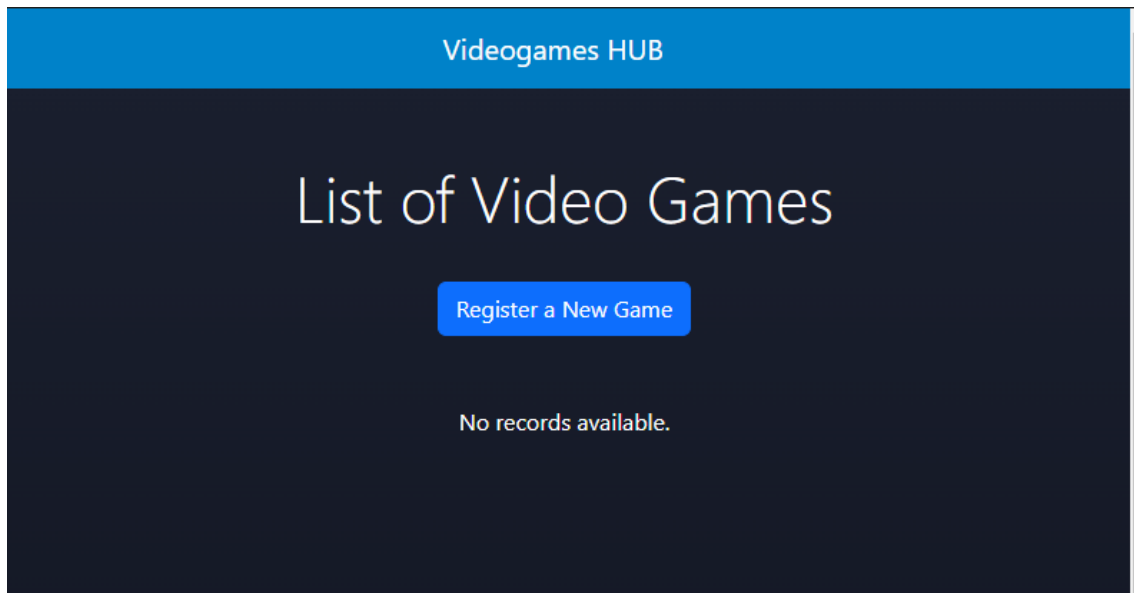 Videogames HUB
List of Video Games
Register a New Game
No records available.